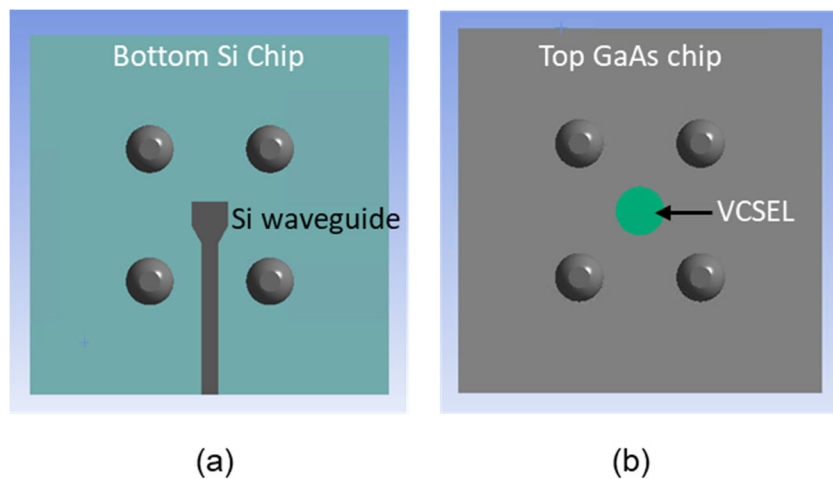 Bottom Si Chip
Si waveguide
(a)
Top GaAs chip
VCSEL
(b)